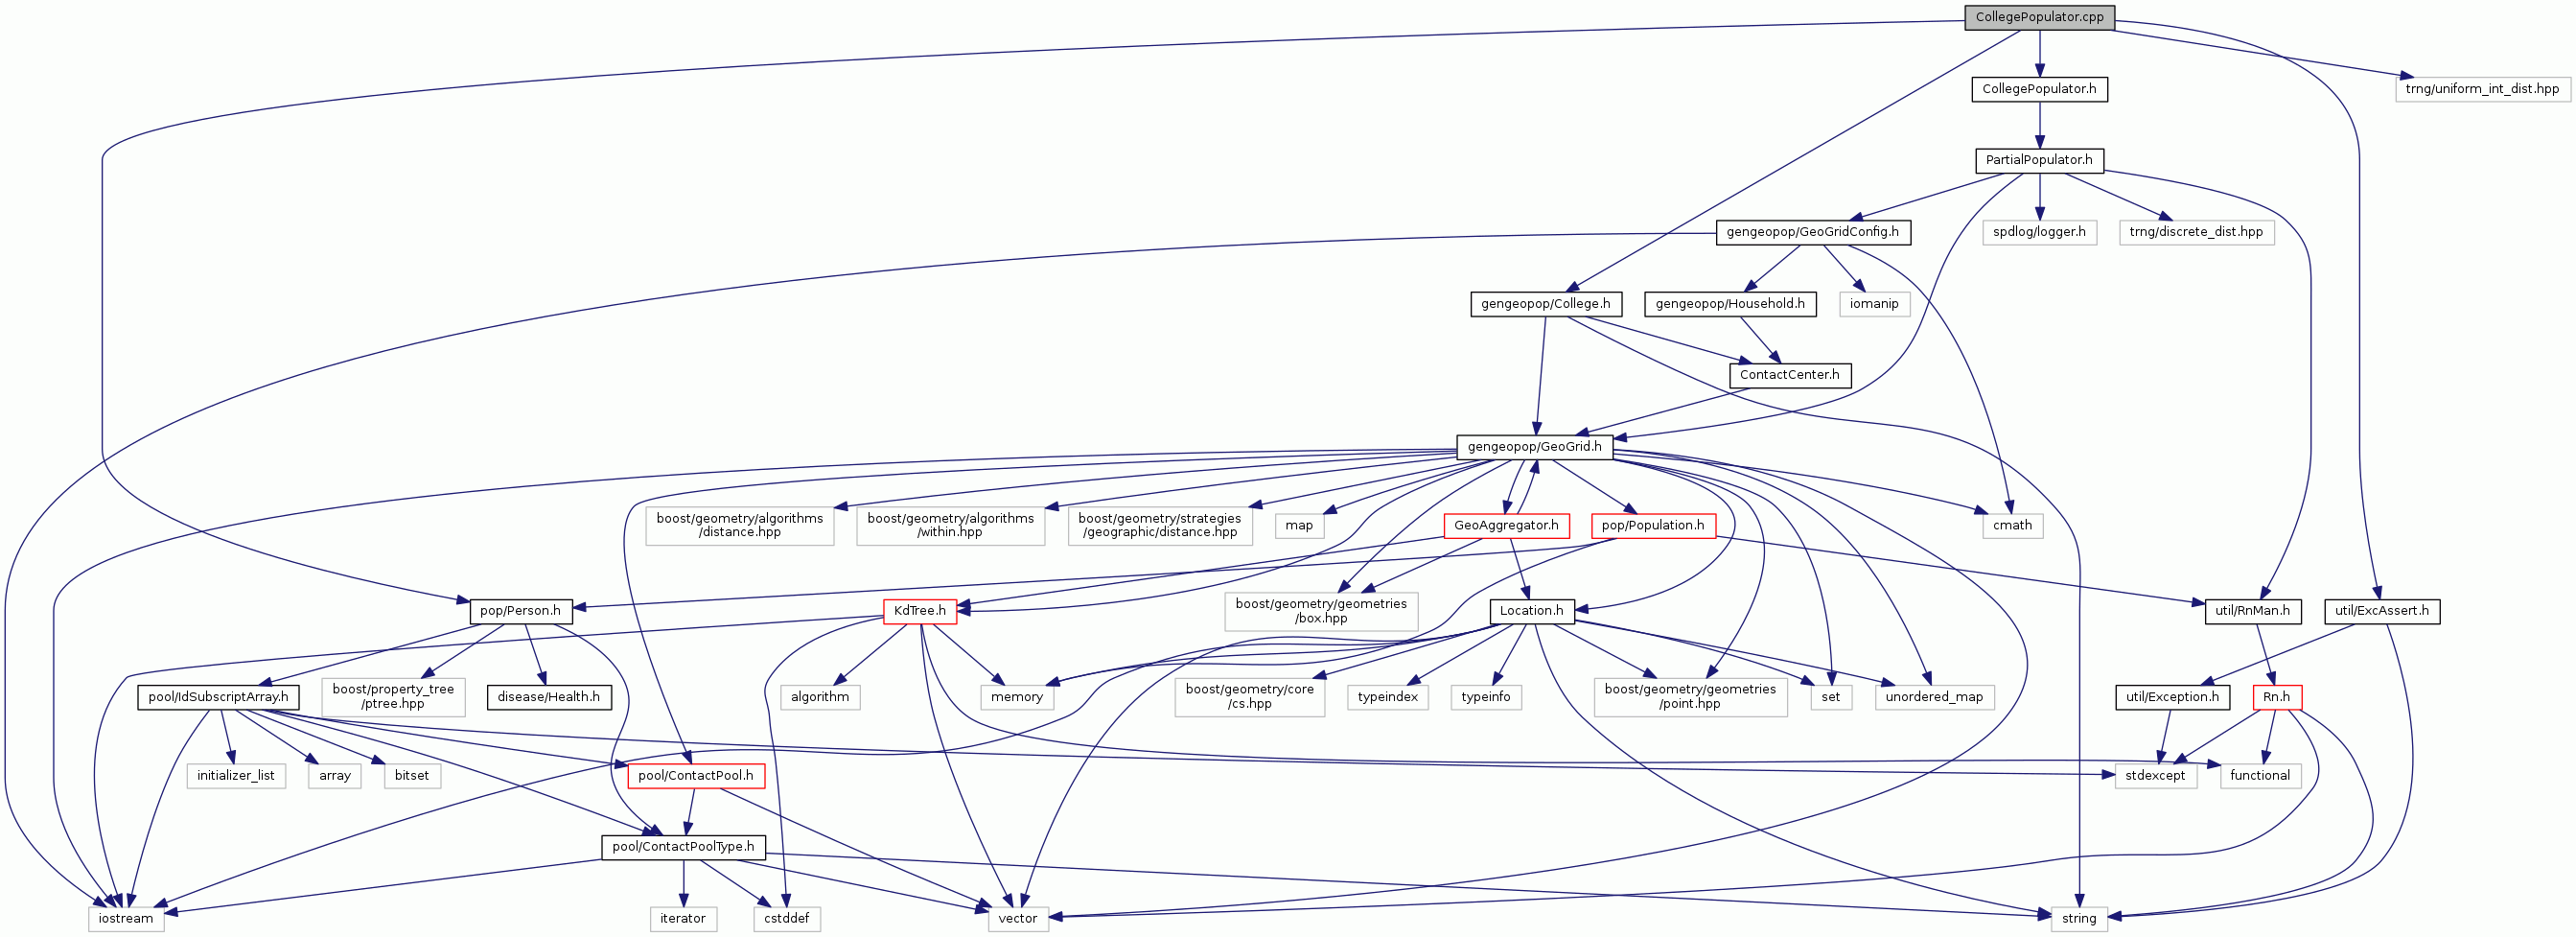 CollegePopulator.cpp
CollegePopulator.h
trng/uniform_int_dist.hpp
PartialPopulator.h
gengeopop/GeoGridConfig.h
spdlog/logger.h
trng/discrete_dist.hpp
gengeopop/College.h
gengeopop/Household.h
iomanip
ContactCenter.h
gengeopop/GeoGrid.h
boost/geometry/algorithms
/distance.hpp
boost/geometry/algorithms
/within.hpp
boost/geometry/strategies
/geographic/distance.hpp
map
GeoAggregator.h
pop/Population.h
cmath
pop/Person.h
KdTree.h
boost/geometry/geometries
/box.hpp
Location.h
util/RnMan.h
util/ExcAssert.h
pool/IdSubscriptArray.h
boost/property_tree
/ptree.hpp
disease/Health.h
algorithm
memory
boost/geometry/core
/cs.hpp
typeindex
typeinfo
boost/geometry/geometries
/point.hpp
set
unordered_map
util/Exception.h
Rn.h
initializer_list
array
bitset
pool/ContactPool.h
stdexcept
functional
pool/ContactPoolType.h
iostream
iterator
cstddef
vector
string